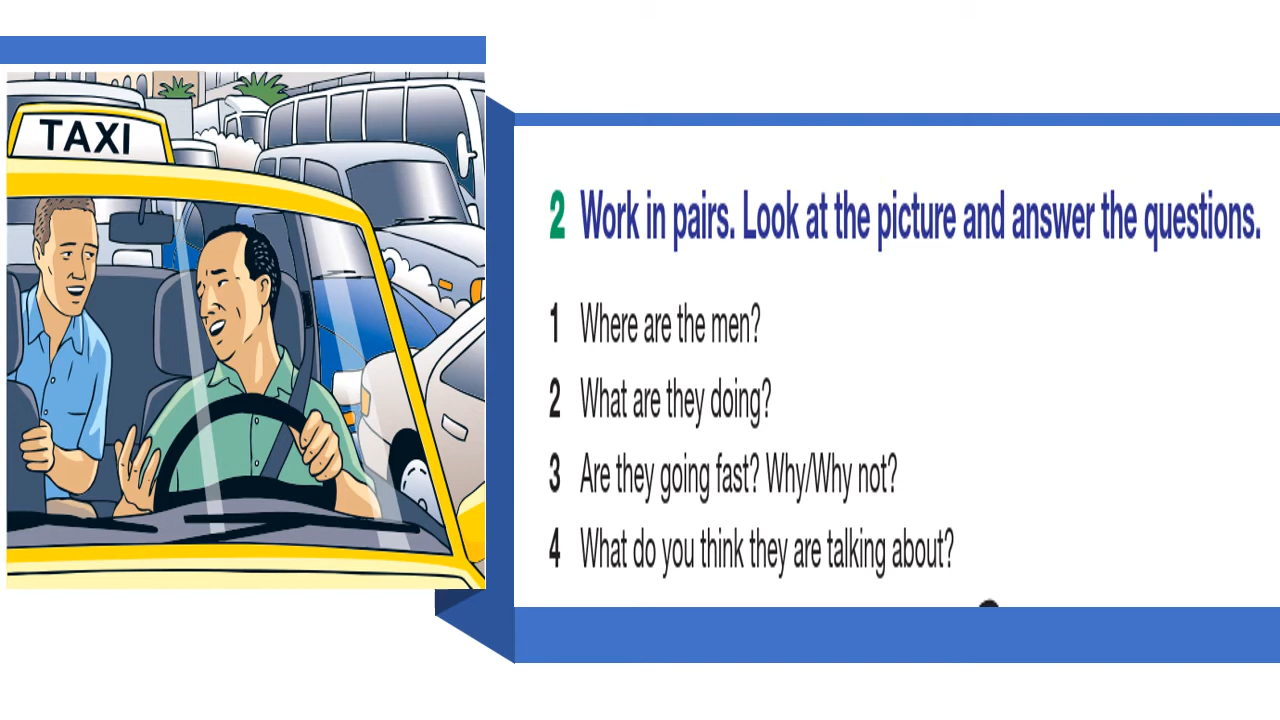 TAXI
2 Work in pairs. Look at the picture and answer the questions.
1 Where are the men?
2 What are they doing?
3 Are they going fast? Why/Why not?
4 What do you think they are talking about?